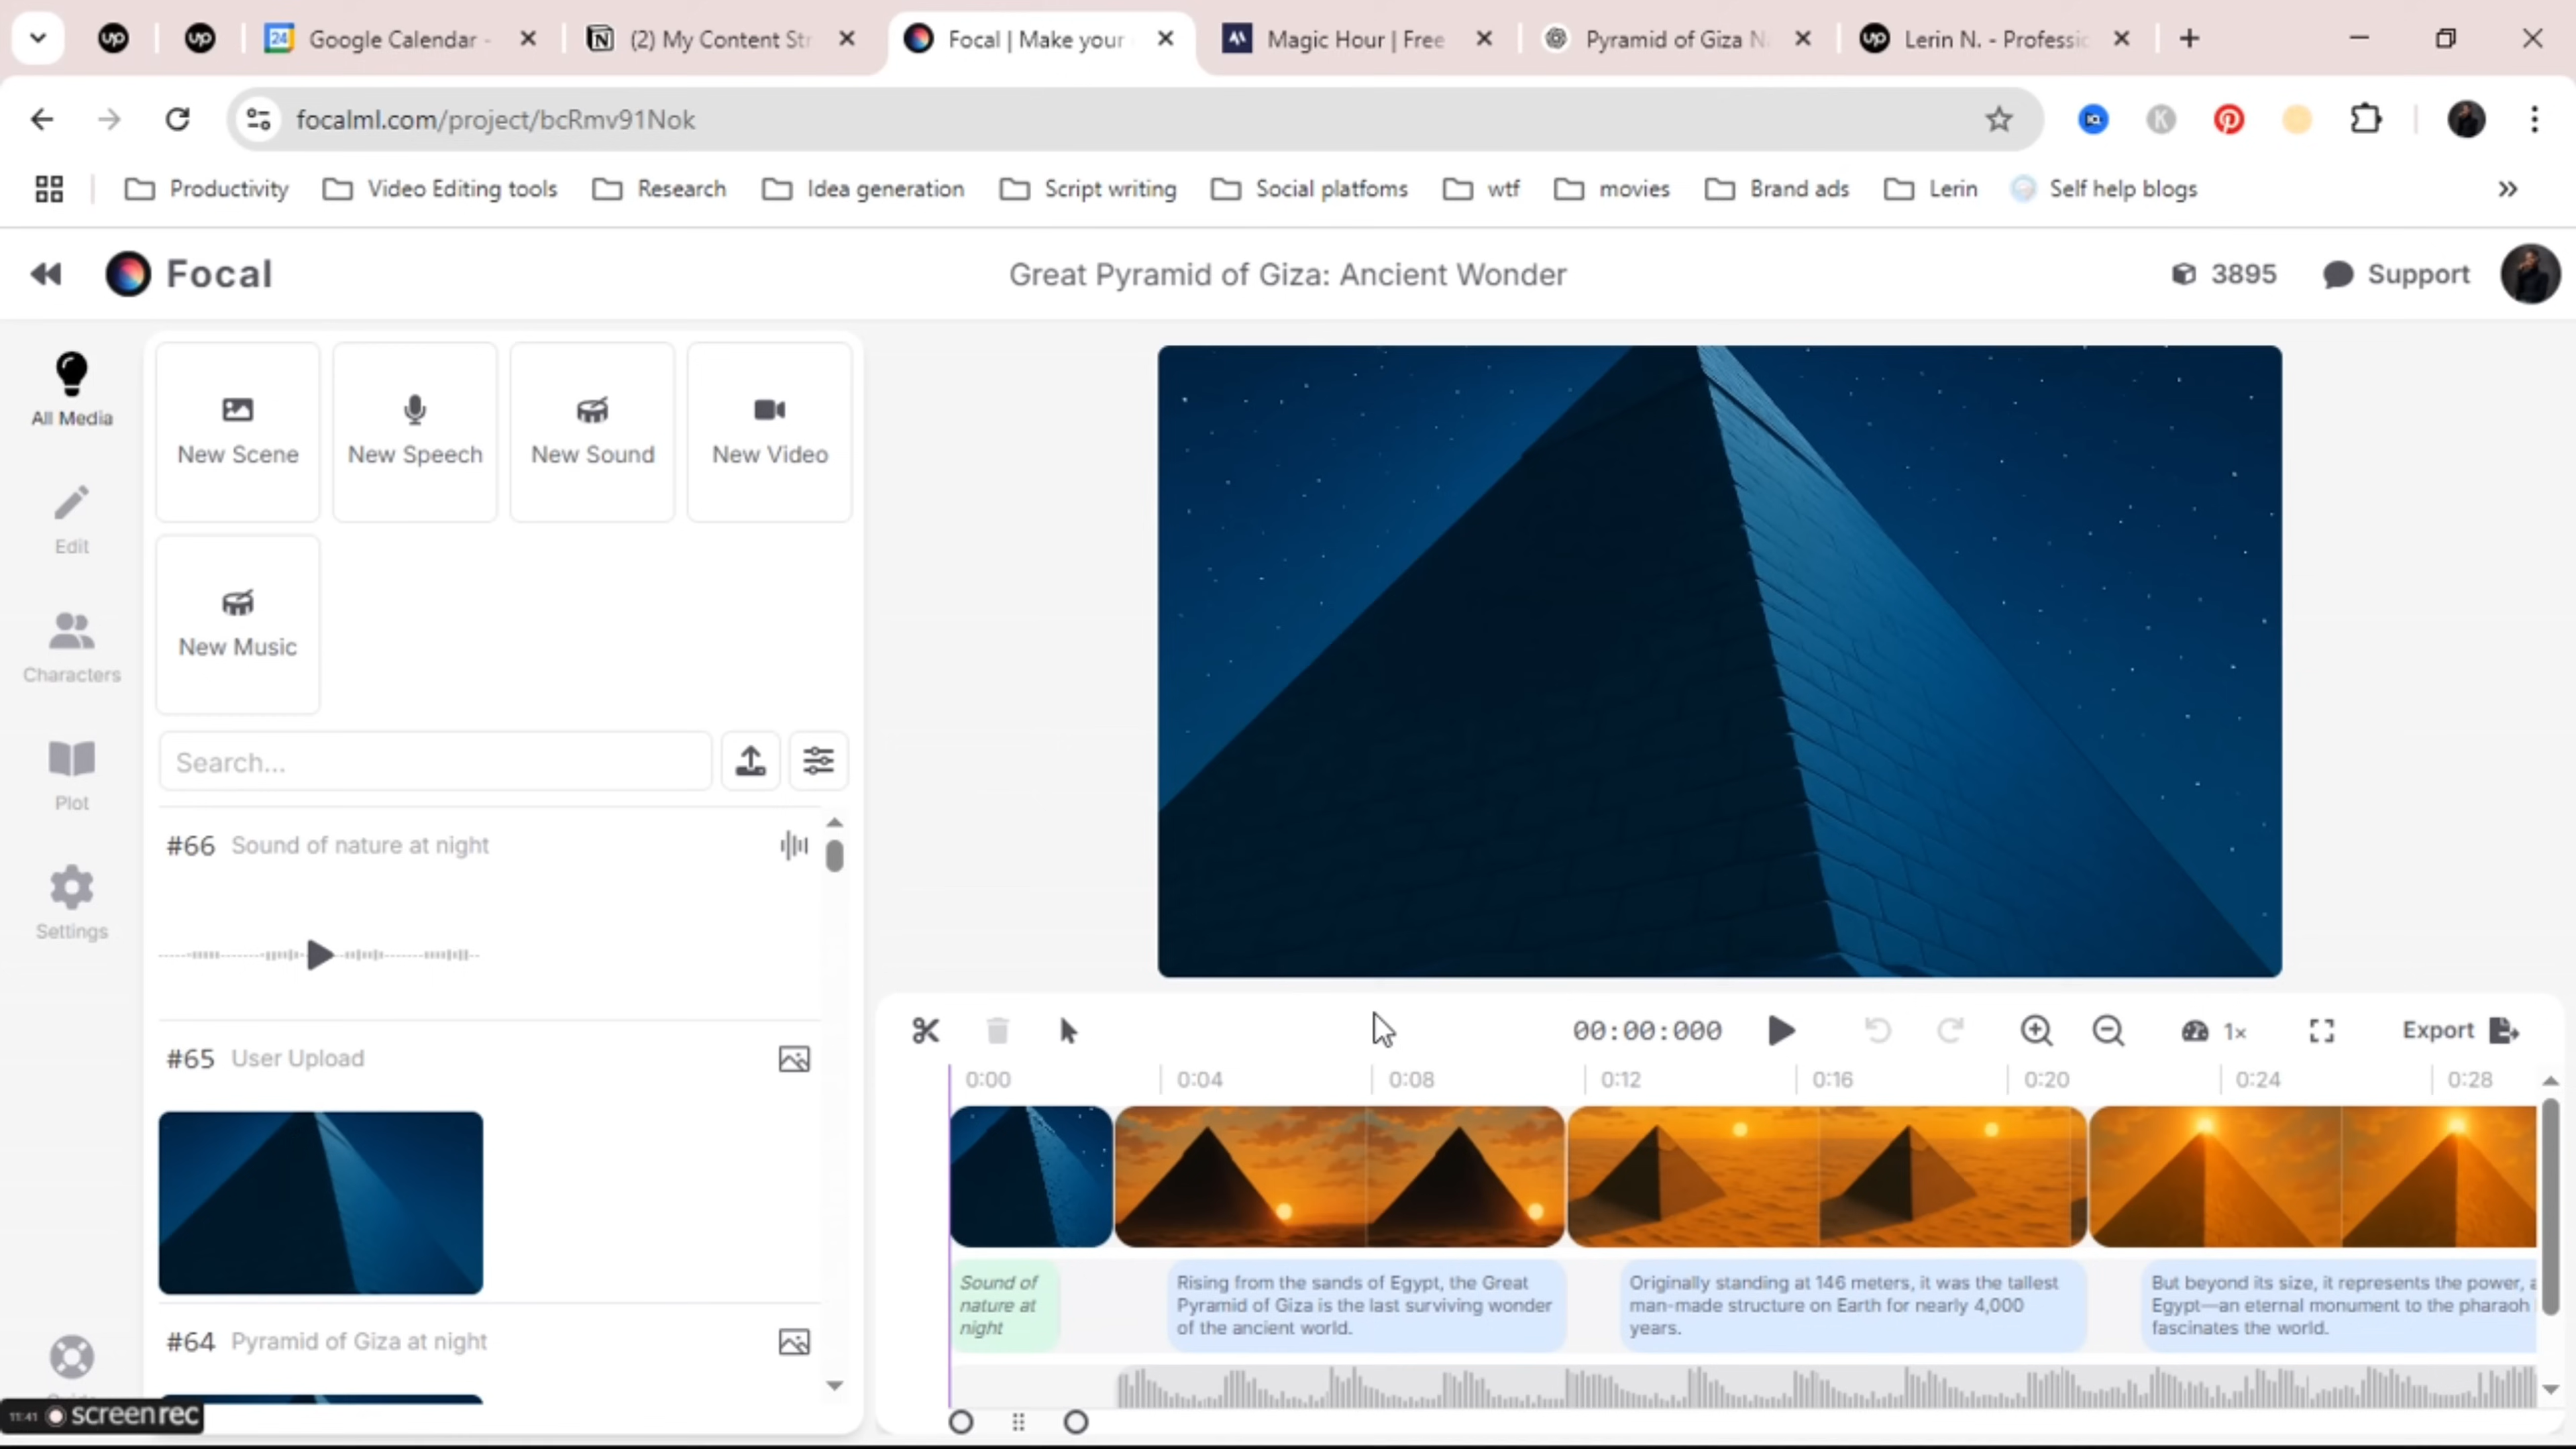 Google Calendar -
(2) My Content Str
Focal | Make your
Magic Hour | Free
Pyramid of Giza N
Lerin N. - Professic
focalml.com/project/bcRmv91Nok
Productivity
Video Editing tools
Research
Idea generation
Script writing
Social platfoms
wtf
movies
Brand ads
Lerin
Self help blogs
Focal
Great Pyramid of Giza: Ancient Wonder
3895
Support
All Media
Edit
Characters
Plot
Settings
New Scene
New Speech
New Sound
New Video
New Music
Search...
#66 Sound of nature at night
#65 User Upload
#64 Pyramid of Giza at night
00:00:000
1x
Export
0:00
0:04
0:08
0:12
0:16
0:20
0:24
0:28
Sound of
nature at
night
Rising from the sands of Egypt, the Great
Pyramid of Giza is the last surviving wonder
of the ancient world.
Originally standing at 146 meters, it was the tallest
man-made structure on Earth for nearly 4,000
years.
But beyond its size, it represents the power, a
Egypt—an eternal monument to the pharaoh
fascinates the world.
11:41
screenrec